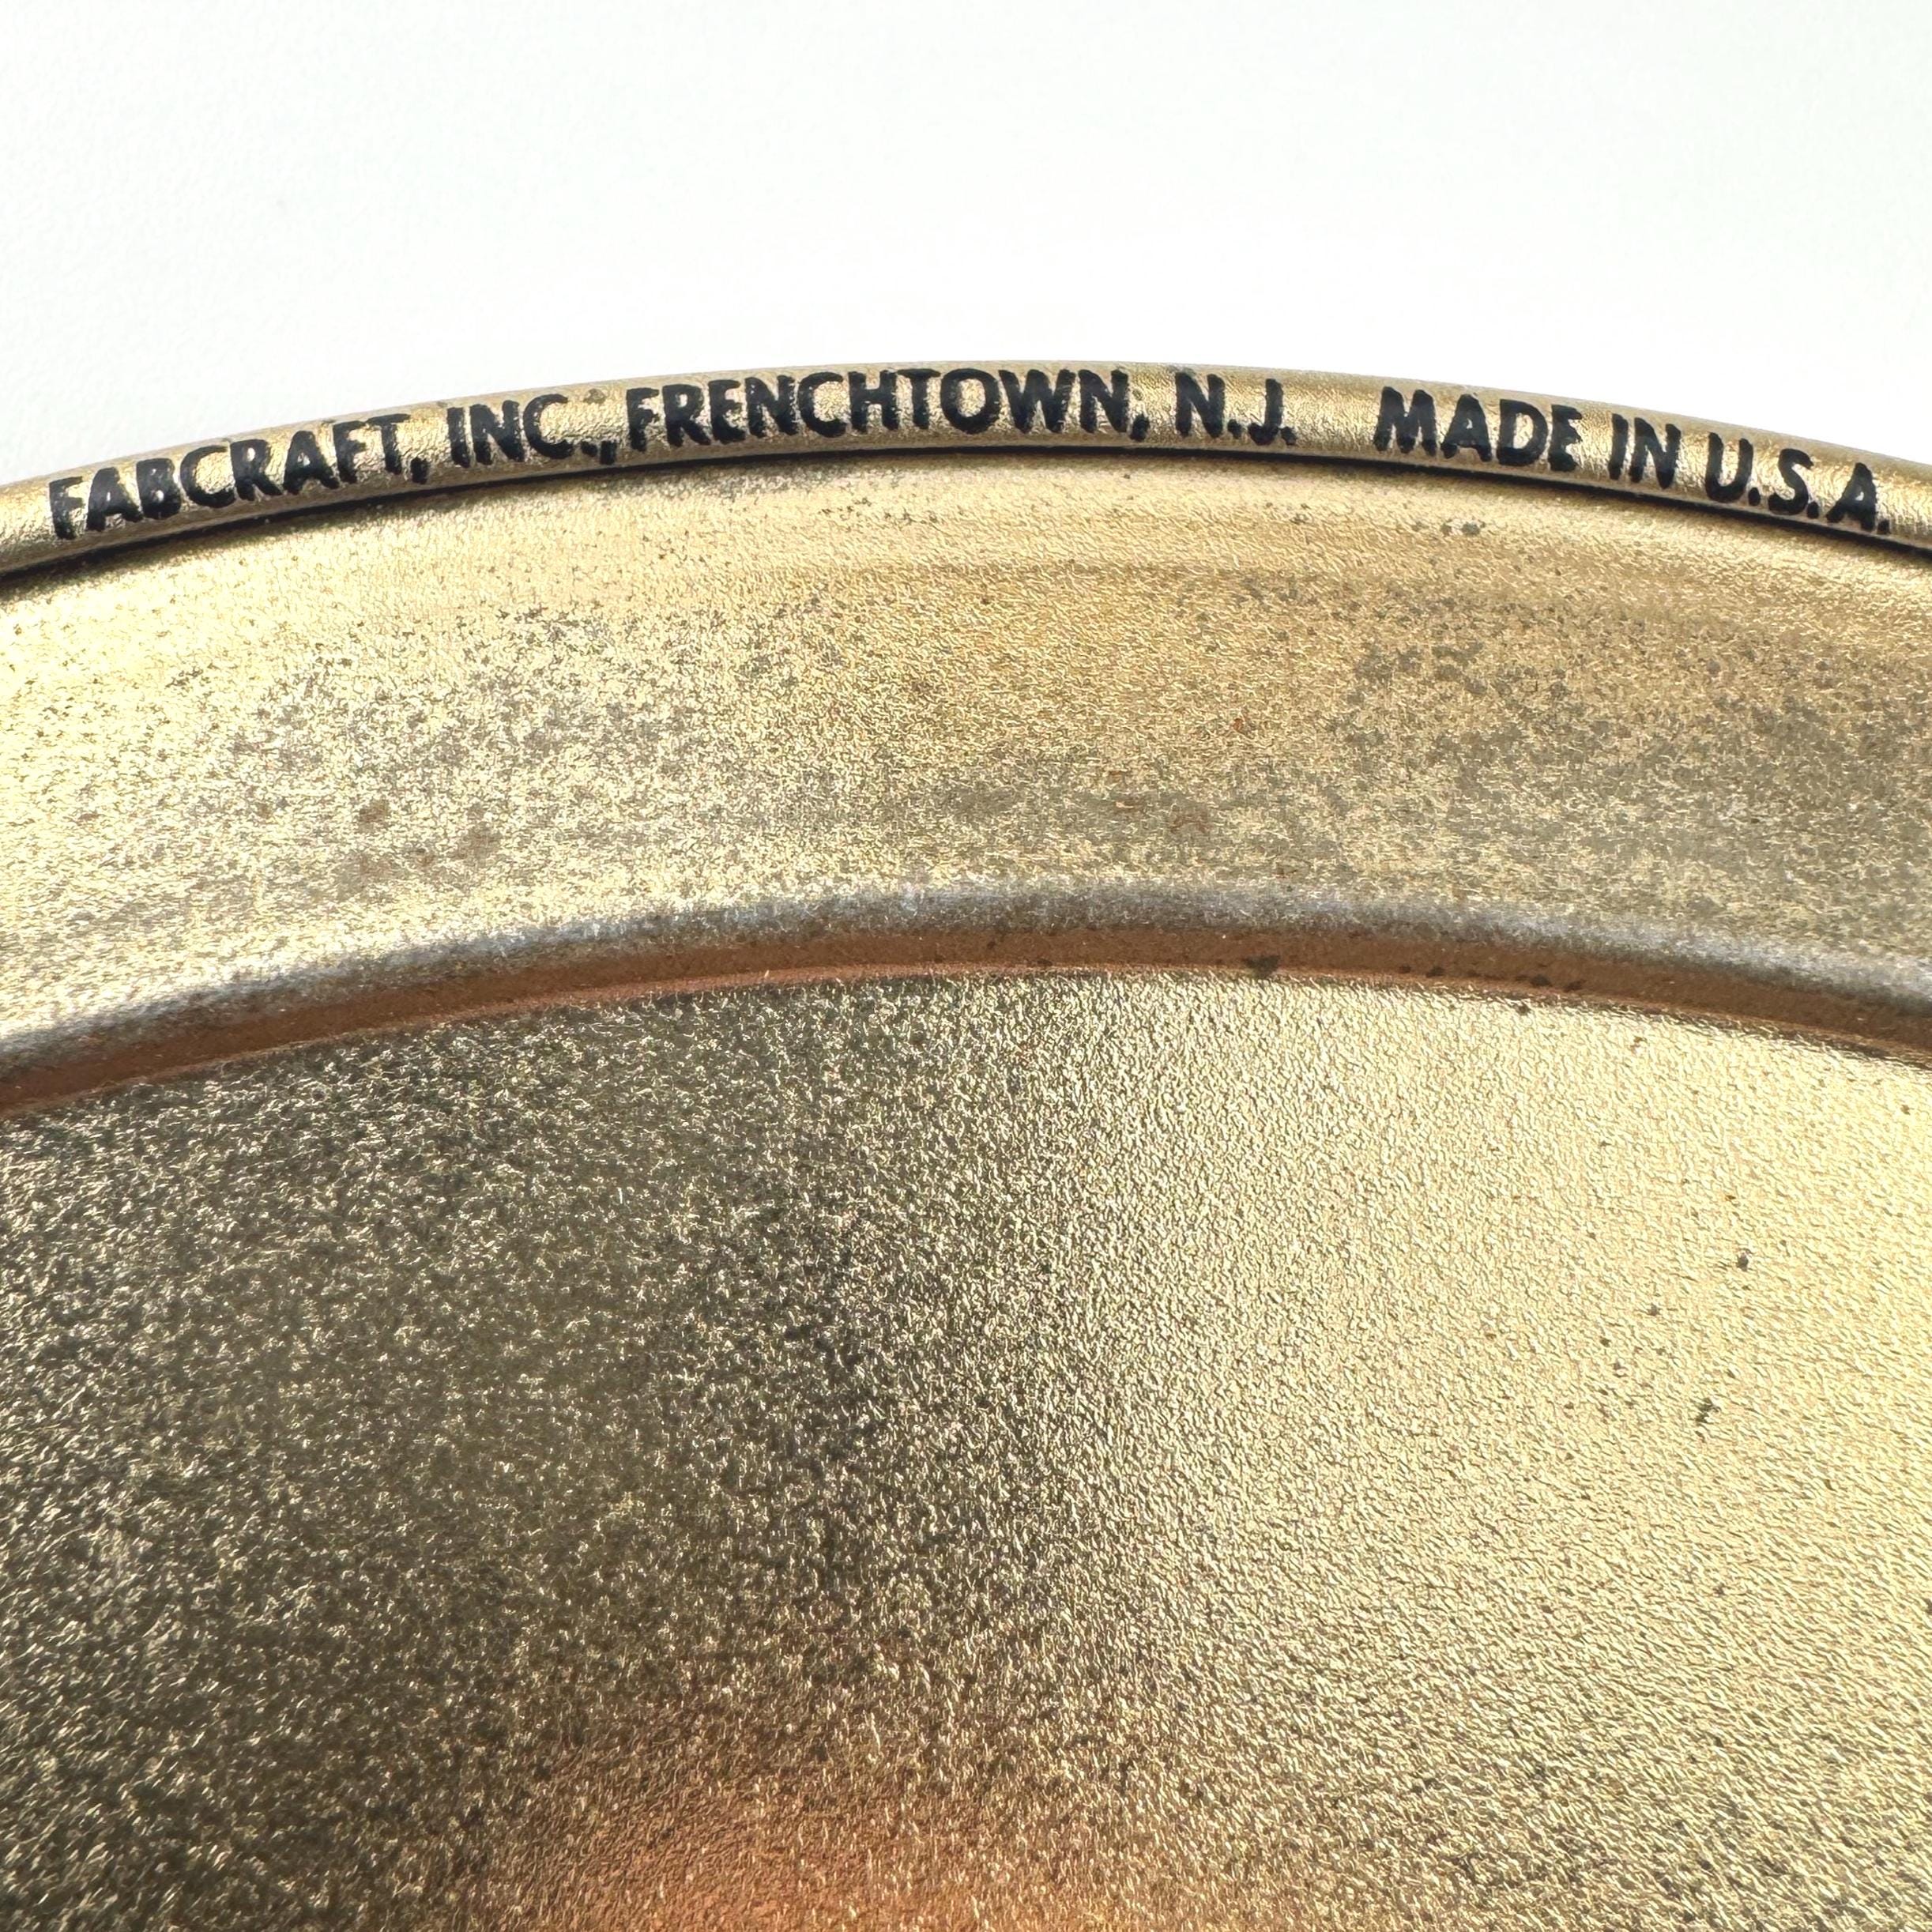 FABCRAFT, INC., FRENCHTOWN, N.J. MADE IN U.S.A.